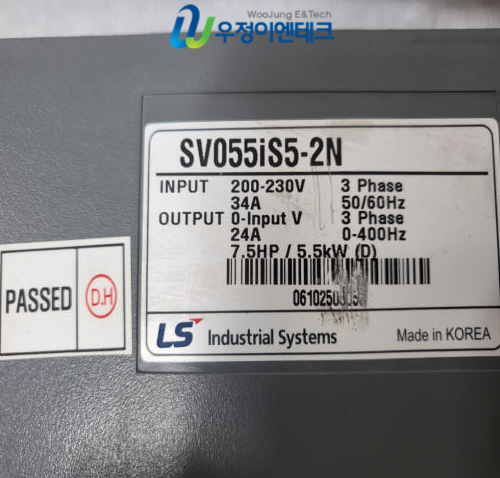 WooJung E&Tech
우정이엔테크
SV055iS5-2N
INPUT 200-230V 3 Phase
34A 50/60Hz
OUTPUT 0-Input V 3 Phase
24A 0-400Hz
7.5HP / 5.5kW (D)
PASSED D.H
LS Industrial Systems Made in KOREA